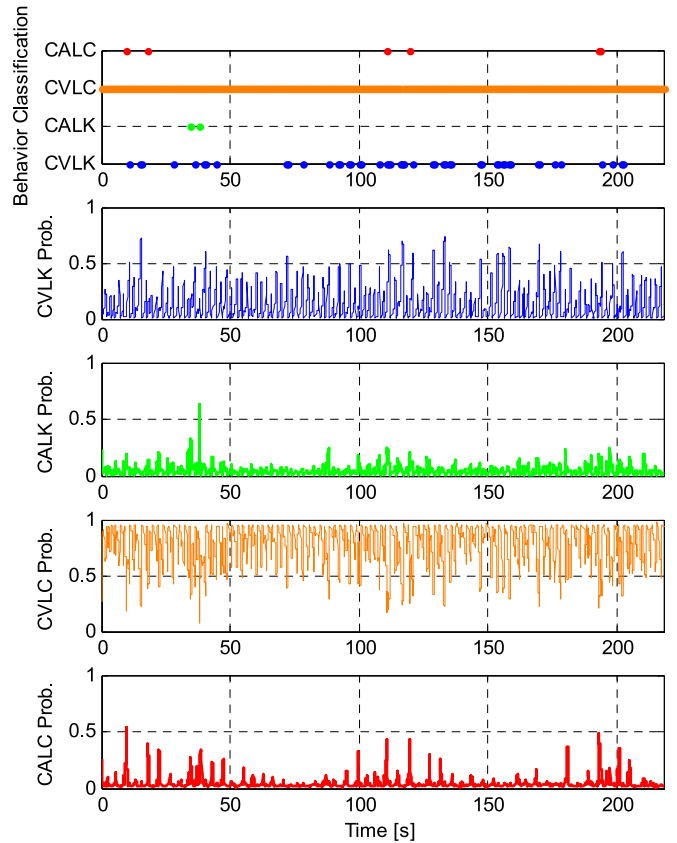 Behavior Classification
CALC
CVLC
CALK
CVLK
0 50 100 150 200
CVLK Prob.
1
0.5
0
0 50 100 150 200
CALK Prob.
1
0.5
0
0 50 100 150 200
CVLC Prob.
1
0.5
1
0 50 100 150 200
CALC Prob.
1
0.5
0
0 50 100 150 200
Time [s]